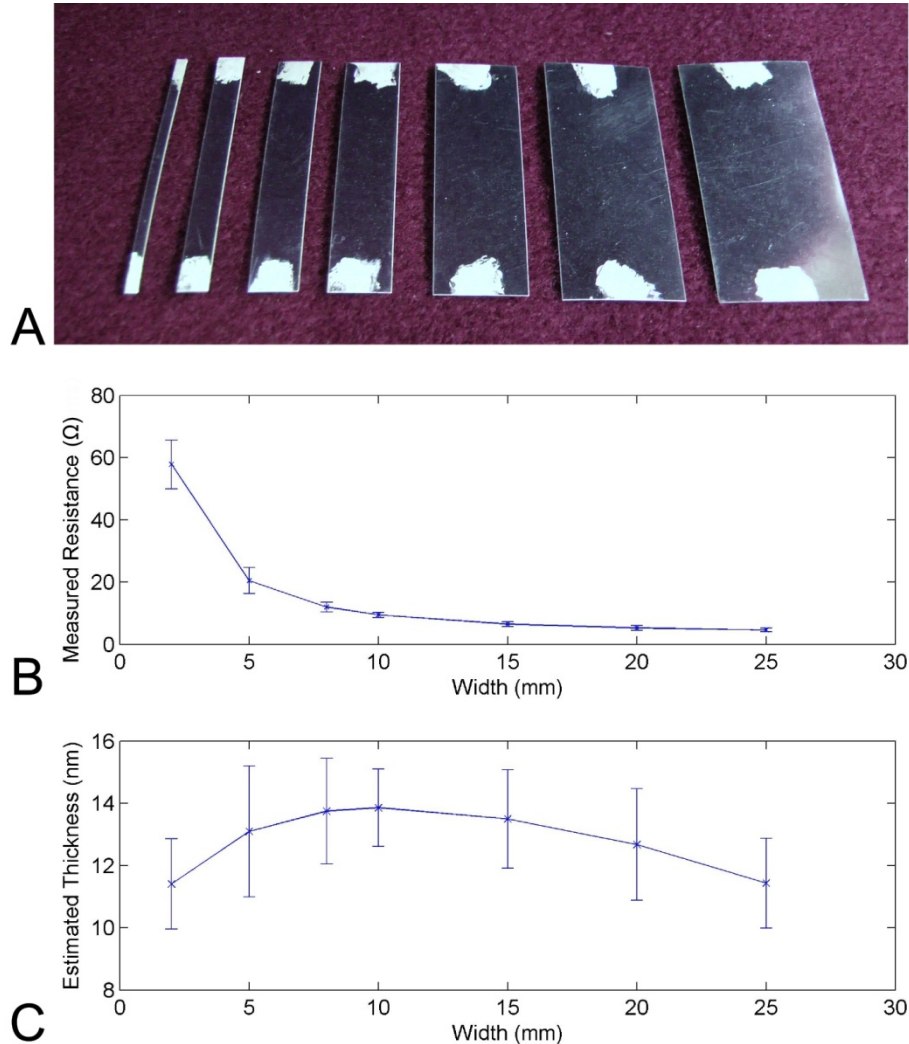 A
80
60
40
20
0
0 5 10 15 20 25 30
Measured Resistance (Ω)
Width (mm)
B
16
14
12
10
8
0 5 10 15 20 25 30
Estimated Thickness (nm)
Width (mm)
C